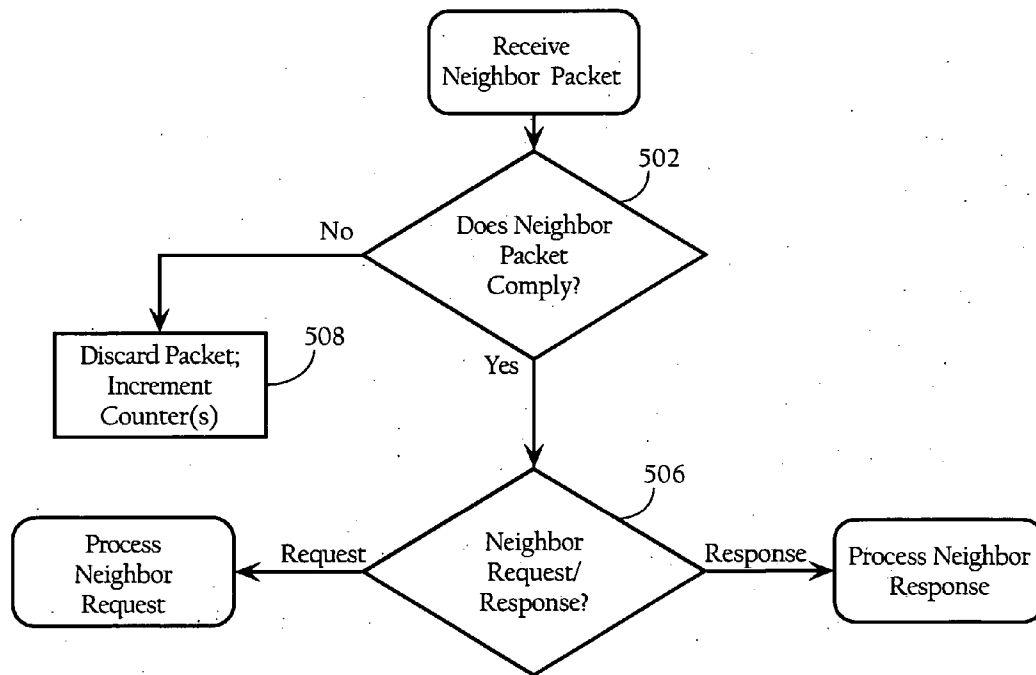 Receive
Neighbor Packet
502
Does Neighbor
Packet
Comply?
No
Discard Packet;
Increment
Counter(s)
508
Yes
506
Neighbor
Request/
Response?
Request
Process
Neighbor
Request
Response
Process Neighbor
Response